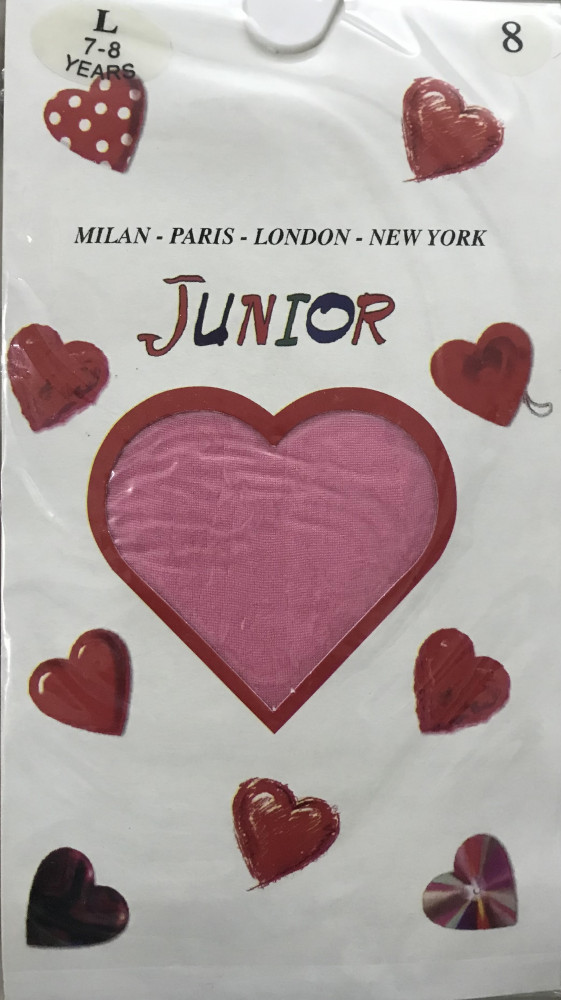 L
7-8
YEARS
8
MILAN - PARIS - LONDON - NEW YORK
JUNIOR